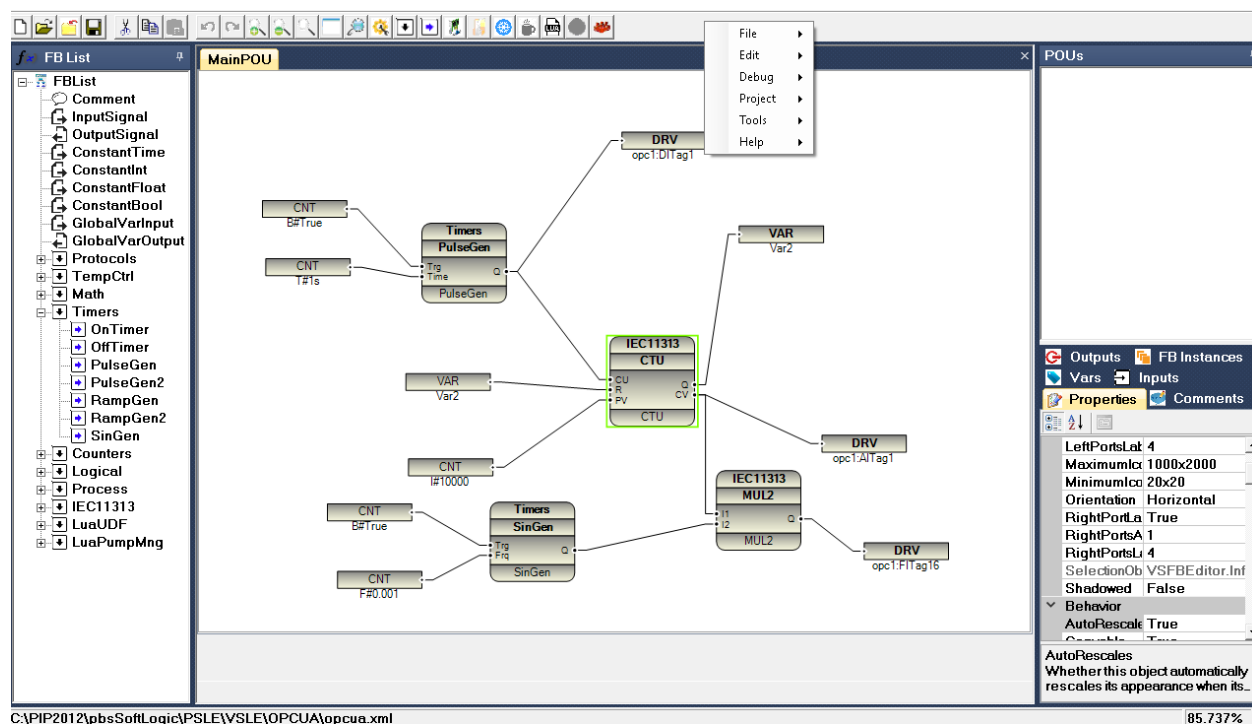 File
Edit
Debug
Project
Tools
Help
FB List
FBList
Comment
InputSignal
OutputSignal
ConstantTime
ConstantInt
ConstantFloat
ConstantBool
GlobalVarInput
GlobalVarOutput
Protocols
TempCtrl
Math
Timers
OnTimer
OffTimer
PulseGen
PulseGen2
RampGen
RampGen2
SinGen
Counters
Logical
Process
IEC11313
LuaUDF
LuaPumpMng
MainPOU
DRV
opc1:DITag1
CNT
B#True
CNT
T#1s
Timers
PulseGen
Trg
Time
Q
PulseGen
VAR
Var2
IEC11313
CTU
CU
R
PV
Q
CV
CTU
VAR
Var2
CNT
I#10000
DRV
opc1:AITag1
CNT
B#True
CNT
F#0.001
Timers
SinGen
Trg
Frq
Q
SinGen
IEC11313
MUL2
I1
I2
Q
MUL2
DRV
opc1:FITag16
POUs
Outputs FB Instances
Vars Inputs
Properties Comments
LeftPortsLab 4
MaximumIco 1000x2000
MinimumIco 20x20
Orientation Horizontal
RightPortLa True
RightPortsA 1
RightPortsL 4
SelectionOb VSFBEditor.Inf
Shadowed False
Behavior
AutoRescale True
AutoRescales
Whether this object automatically
rescales its appearance when its...
C:\PIP2012\pbsSoftLogic\PSLE\VSLE\OPCUA\opcua.xml
85.737%